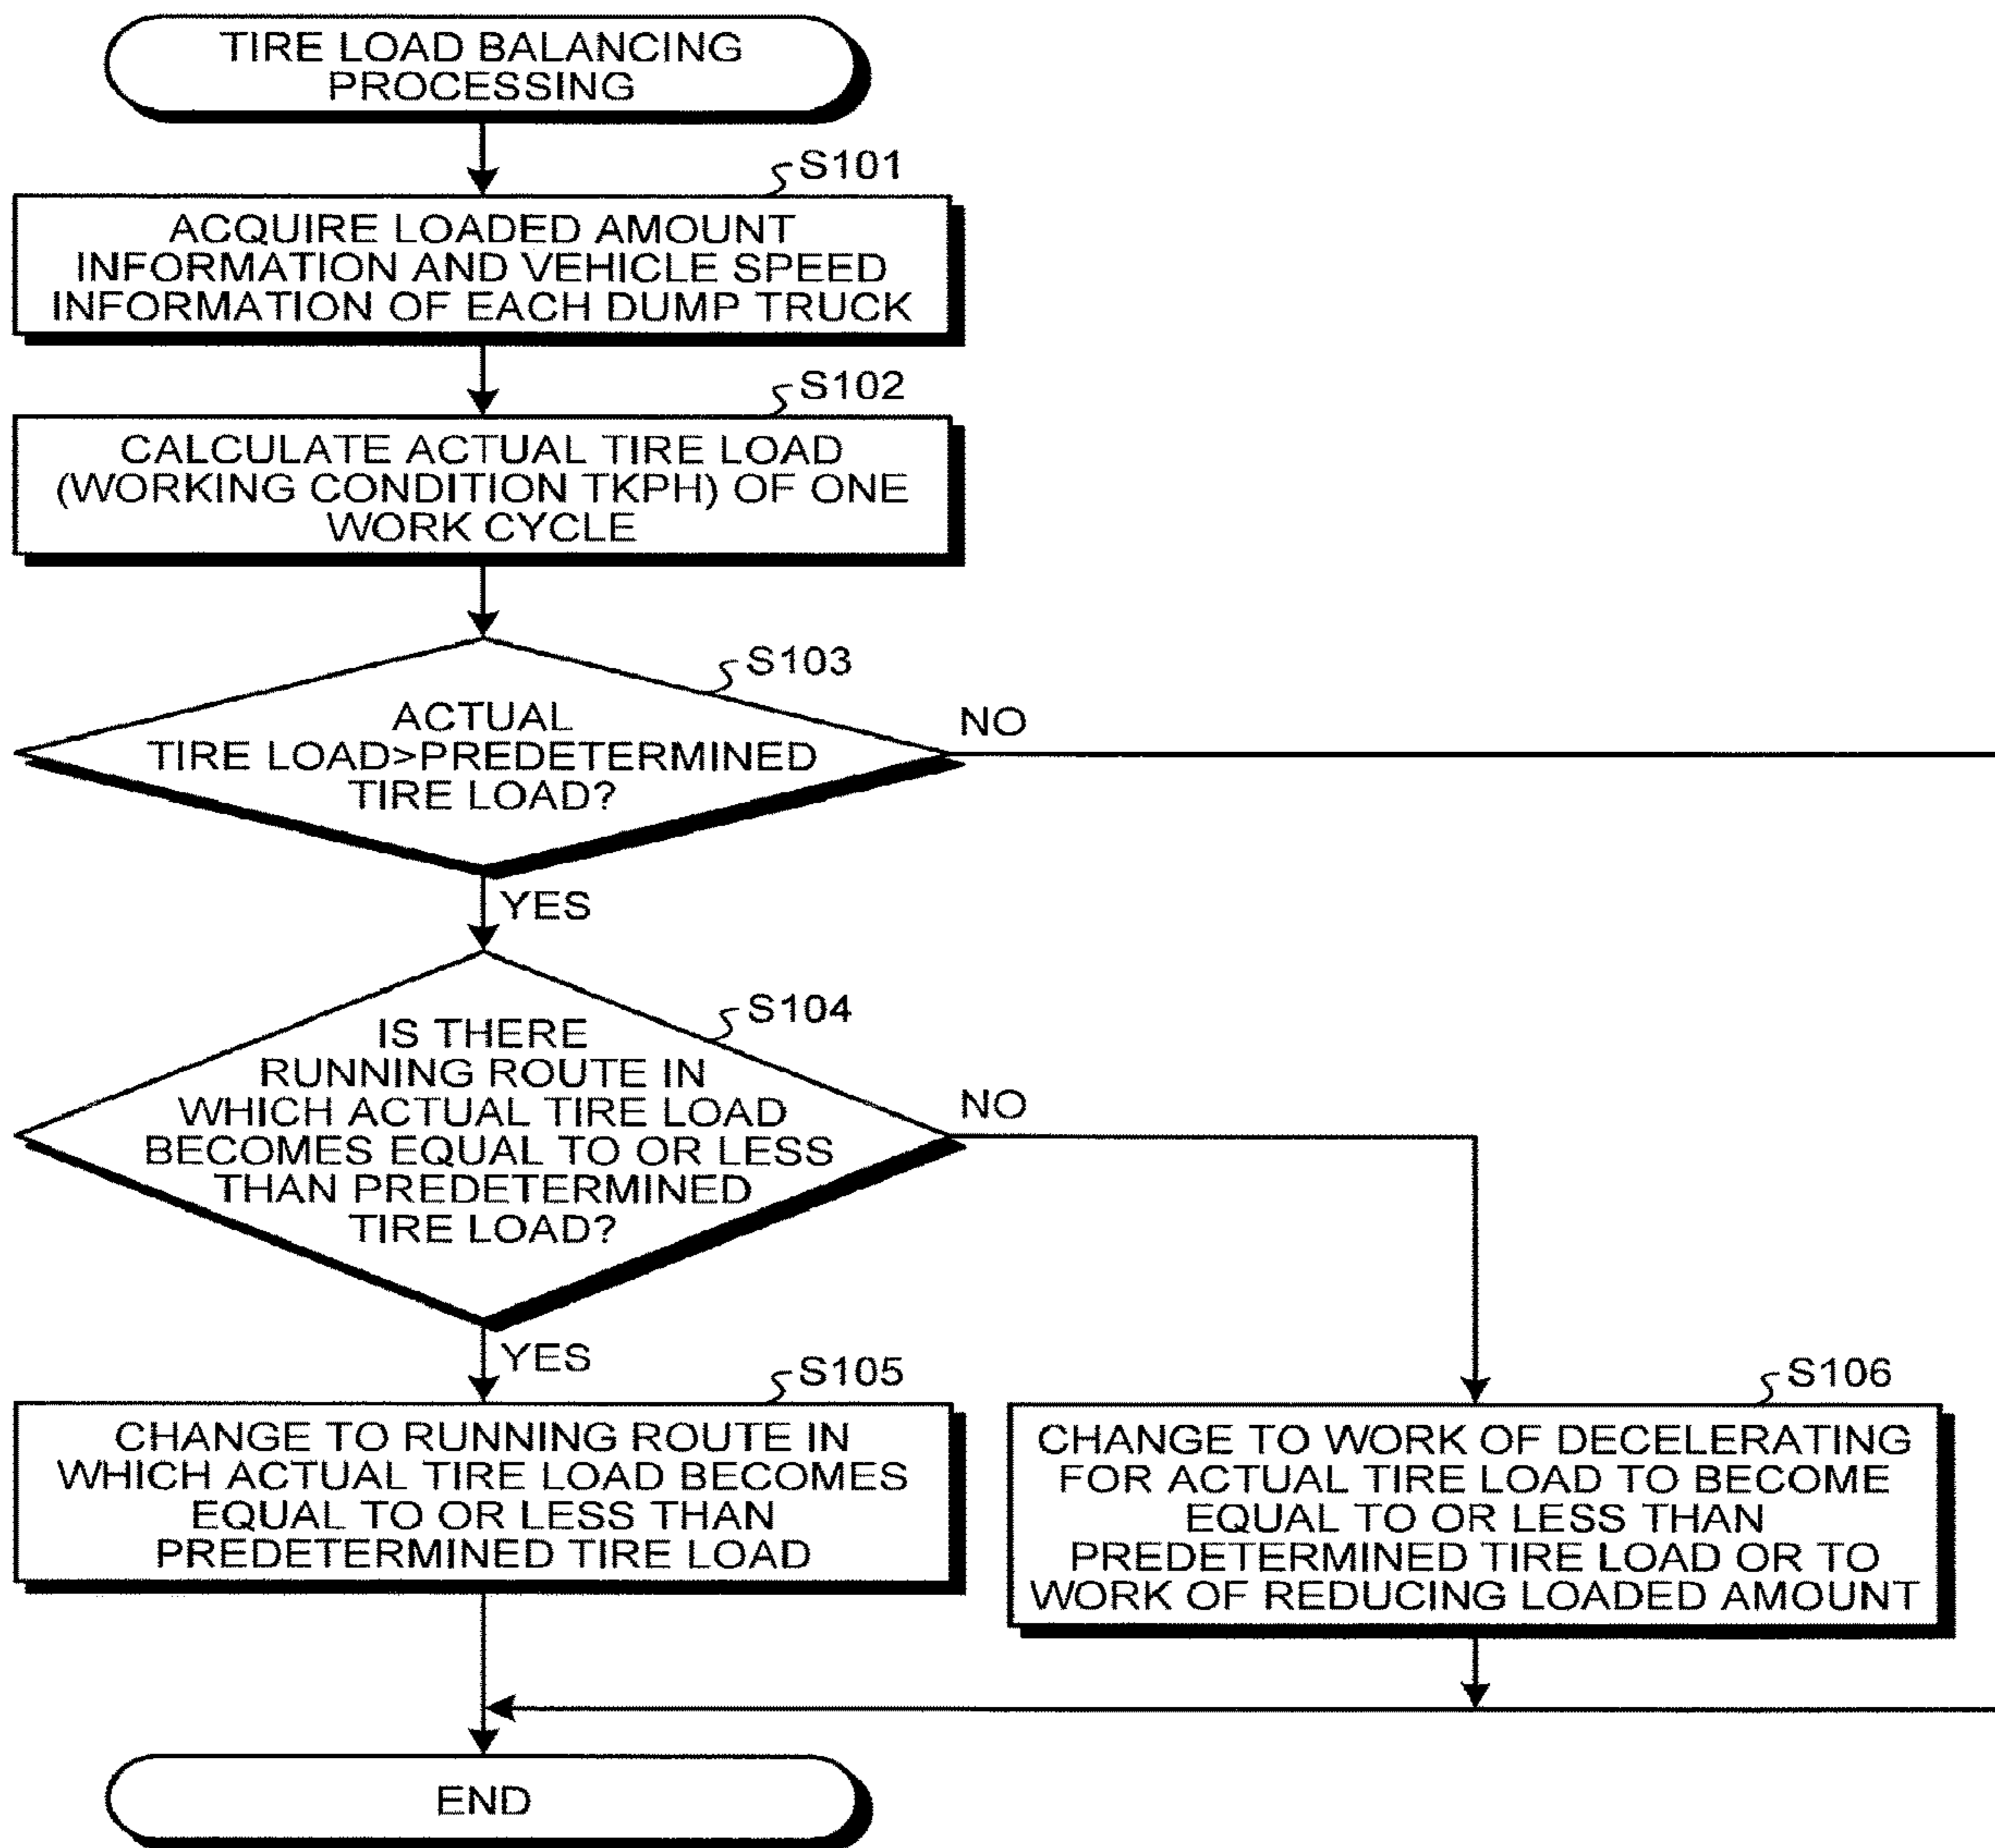 TIRE LOAD BALANCING
PROCESSING
S101
ACQUIRE LOADED AMOUNT
INFORMATION AND VEHICLE SPEED
INFORMATION OF EACH DUMP TRUCK
S102
CALCULATE ACTUAL TIRE LOAD
(WORKING CONDITION TKPH) OF ONE
WORK CYCLE
S103
ACTUAL
TIRE LOAD>PREDETERMINED
TIRE LOAD?
NO
YES
S104
IS THERE
RUNNING ROUTE IN
WHICH ACTUAL TIRE LOAD
BECOMES EQUAL TO OR LESS
THAN PREDETERMINED
TIRE LOAD?
NO
YES
S105
CHANGE TO RUNNING ROUTE IN
WHICH ACTUAL TIRE LOAD BECOMES
EQUAL TO OR LESS THAN
PREDETERMINED TIRE LOAD
S106
CHANGE TO WORK OF DECELERATING
FOR ACTUAL TIRE LOAD TO BECOME
EQUAL TO OR LESS THAN
PREDETERMINED TIRE LOAD OR TO
WORK OF REDUCING LOADED AMOUNT
END